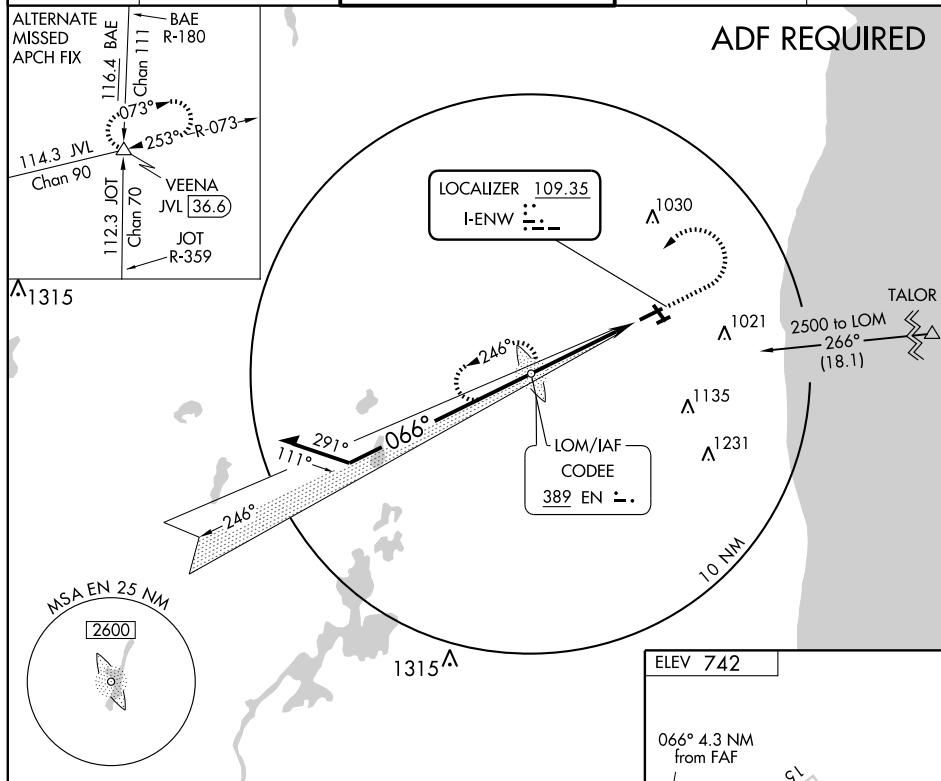 ALTERNATE
MISSED
APCH FIX
BAE
R-180
116.4 BAE
Chan 111
073°
253°
R-073
114.3 JVL
Chan 90
VEENA
JVL 36.6
112.3 JOT
Chan 70
JOT
R-359
ADF REQUIRED
LOCALIZER 109.35
I-ENW
1030
1315
TALOR
1021
2500 to LOM
266°
(18.1)
246°
1135
066°
291°
111°
1231
LOM/IAF
CODEE
389 EN
246°
10 NM
MSA EN 25 NM
2600
1315
ELEV 742
066° 4.3 NM
from FAF
15